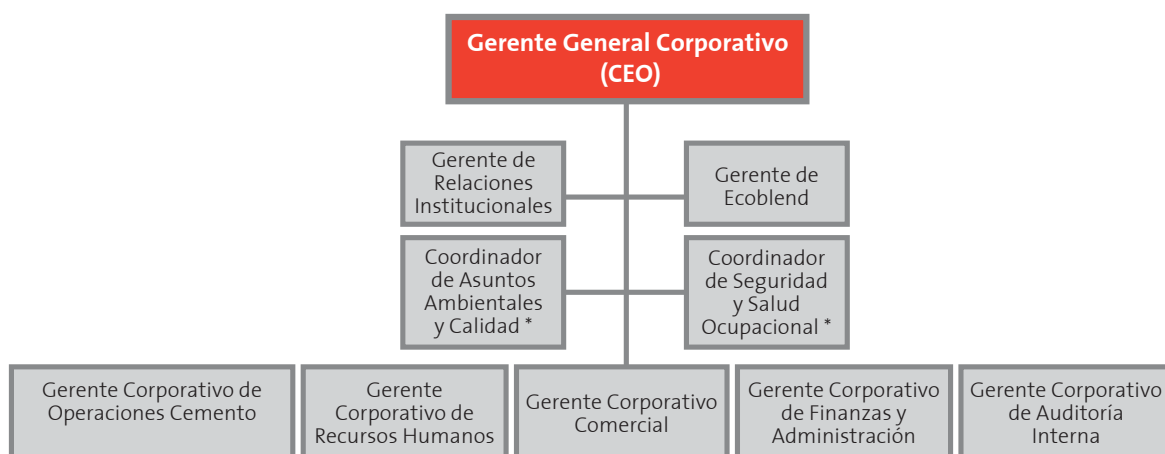 Gerente General Corporativo
(CEO)
Gerente de
Relaciones
Institucionales
Gerente de
Ecoblend
Coordinador
de Asuntos
Ambientales
y Calidad *
Coordinador
de Seguridad
y Salud
Ocupacional *
Gerente Corporativo de
Operaciones Cemento
Gerente
Corporativo de
Recursos Humanos
Gerente Corporativo
Comercial
Gerente Corporativo
de Finanzas y
Administración
Gerente Corporativo
de Auditoría
Interna